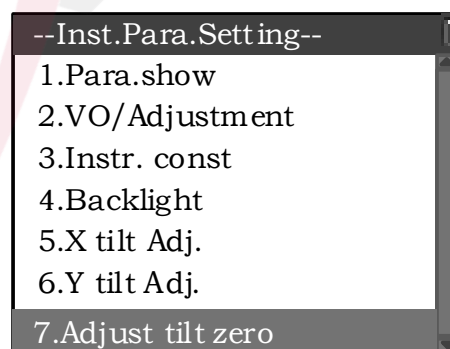 --Inst.Para.Setting--
1.Para.show
2.VO/Adjustment
3.Instr. const
4.Backlight
5.X tilt Adj.
6.Y tilt Adj.
7.Adjust tilt zero